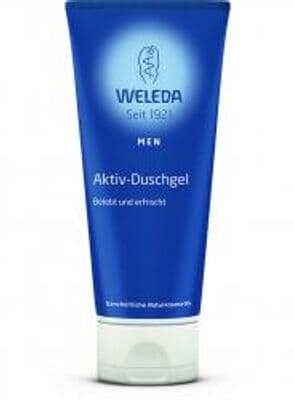 WELEDA
Seit 1921
MEN
Aktiv-Duschgel
Belebt und erfrischt